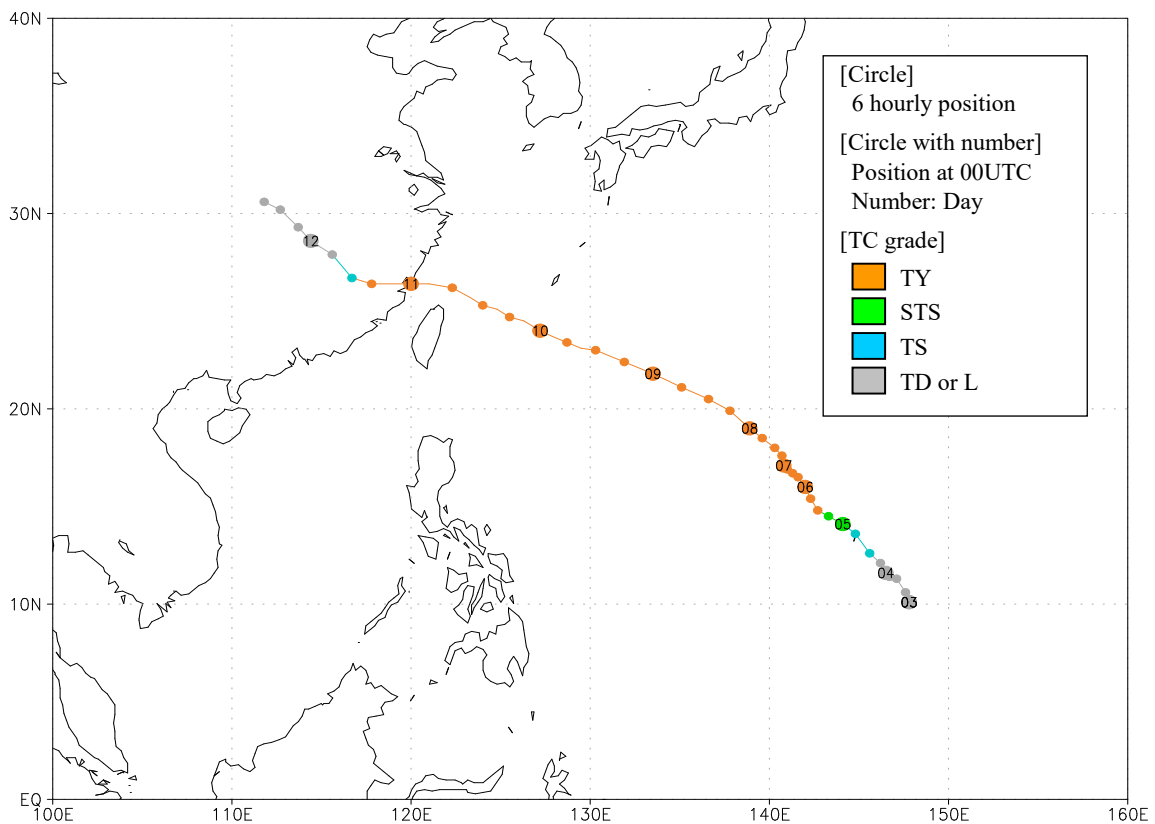 40N
[Circle]
6 hourly position
[Circle with number]
Position at 00UTC
Number: Day
30N
[TC grade]
12
TY
11
STS
10
TS
09
TD or L
20N
08
07
06
05
04
10N
03
EQ
100E 110E 120E 130E 140E 150E 160E